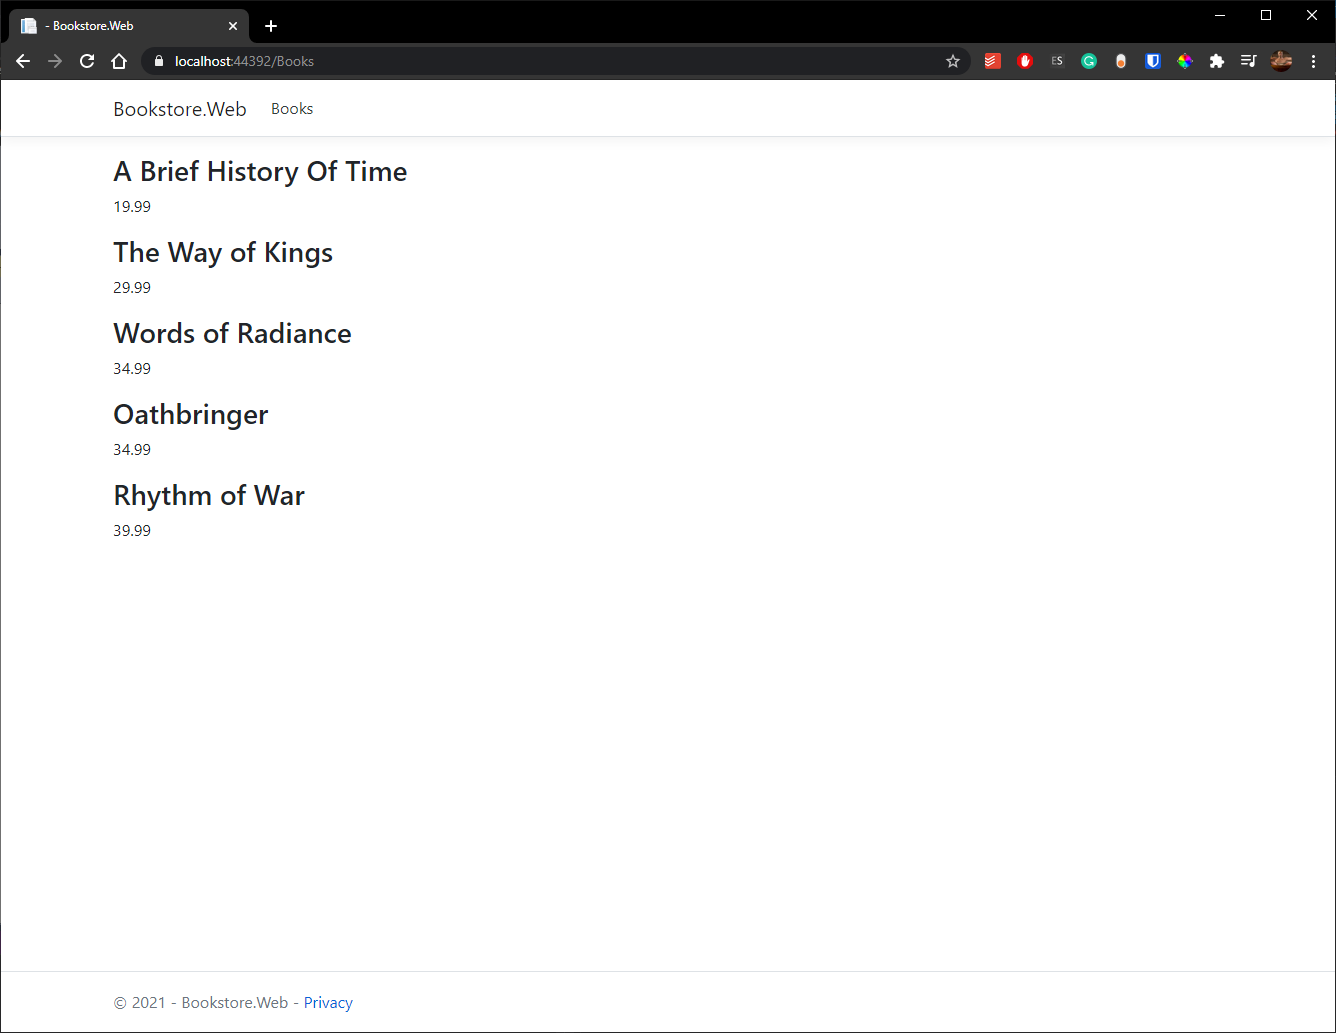 - Bookstore.Web
localhost:44392/Books
ES
Bookstore.Web Books
A Brief History Of Time
19.99
The Way of Kings
29.99
Words of Radiance
34.99
Oathbringer
34.99
Rhythm of War
39.99
© 2021 - Bookstore.Web - Privacy